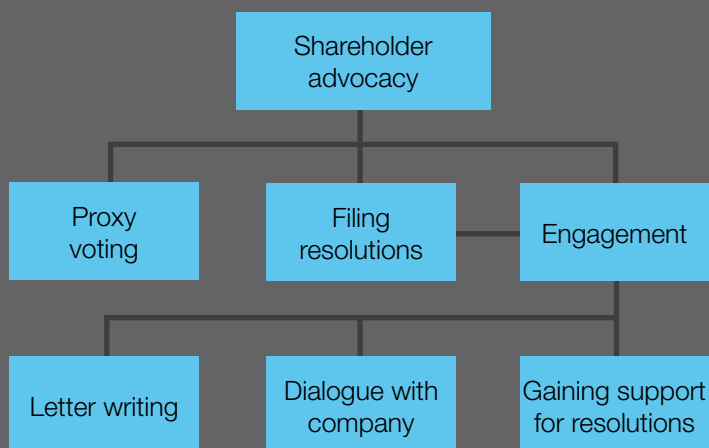 Shareholder
advocacy
Proxy
voting
Filing
resolutions
Engagement
Letter writing
Dialogue with
company
Gaining support
for resolutions